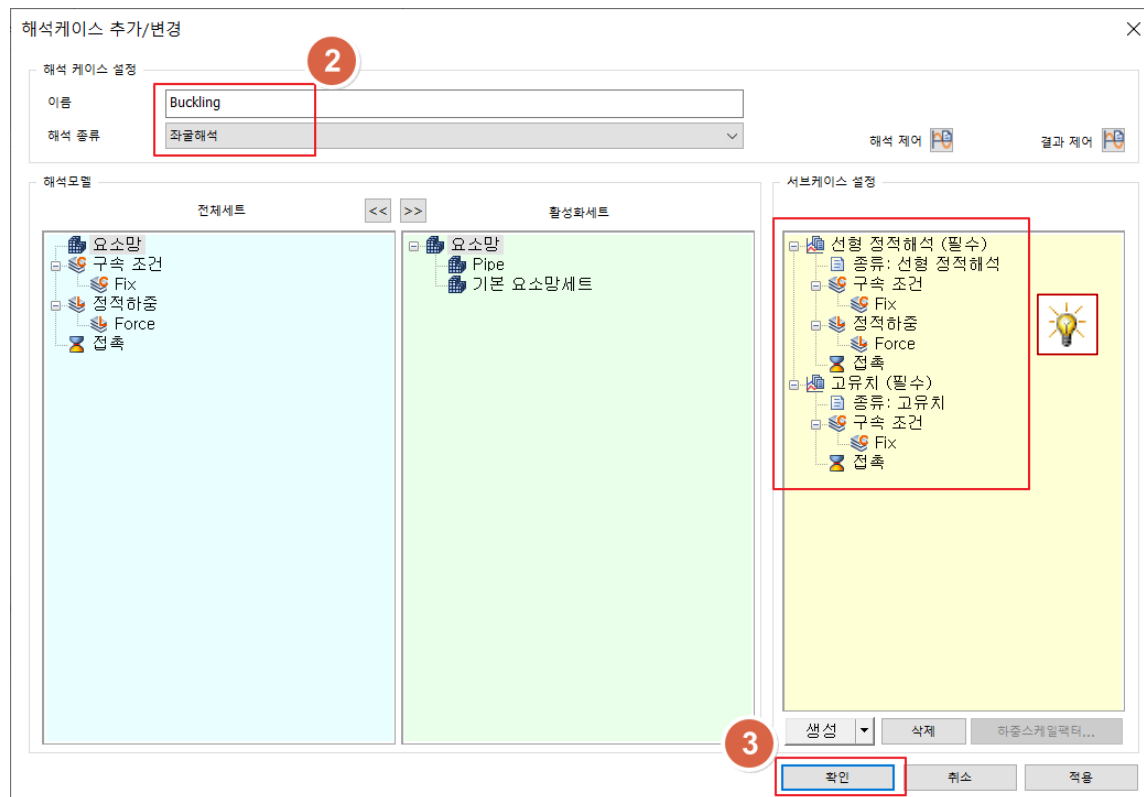 해석케이스 추가/변경
2
해석 케이스 설정
이름
Buckling
해석 종류
좌굴해석
해석 제어
결과 제어
해석모델
전체세트
<<
>>
활성화세트
요소망
구속 조건
Fix
정적하중
Force
접촉
요소망
Pipe
기본 요소망세트
서브케이스 설정
선형 정적해석 (필수)
종류: 선형 정적해석
구속 조건
Fix
정적하중
Force
접촉
고유치 (필수)
종류: 고유치
구속 조건
Fix
접촉
생성
삭제
하중스케일팩터...
3
확인
취소
적용